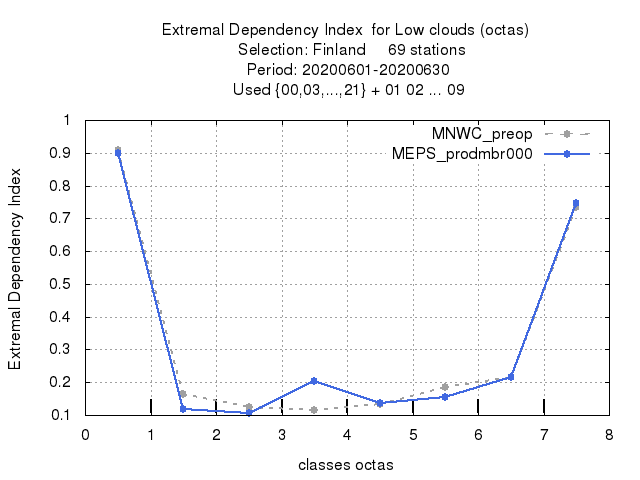 Extremal Dependency Index  for Low clouds (octas)
Selection: Finland     69 stations
Period: 20200601-20200630
Used {00,03,...,21} + 01 02 ... 09
MNWC_preop
MEPS_prodmbr000
Extremal Dependency Index
1
0.9
0.8
0.7
0.6
0.5
0.4
0.3
0.2
0.1
0 1 2 3 4 5 6 7 8
classes octas